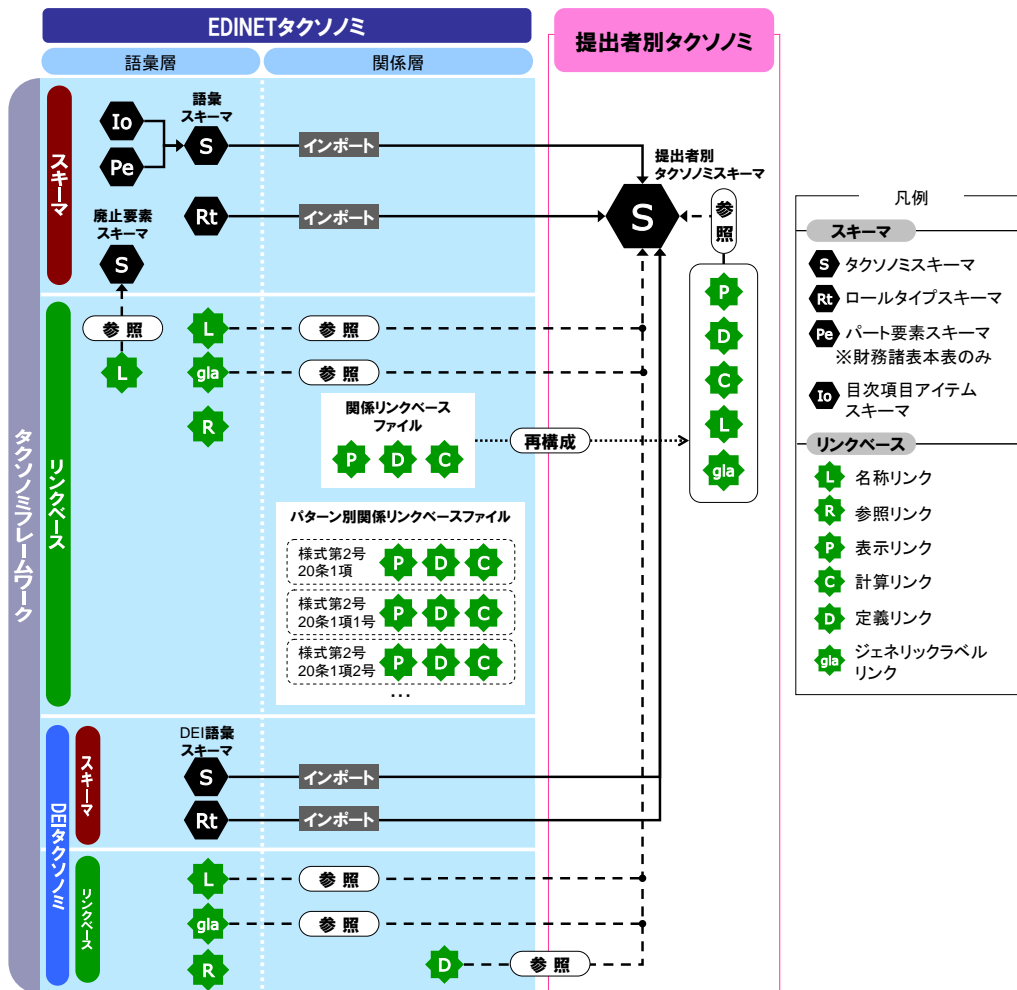 EDINETタクソノミ
提出者別タクソノミ
語彙層
関係層
タクソノミフレームワーク
スキーマ
Io
Pe
語彙
スキーマ
S
インポート
Rt
インポート
廃止要素
スキーマ
S
提出者別
タクソノミスキーマ
S
参照
P
D
C
L
gla
リンクベース
参照
L
L
参照
gla
参照
R
関係リンクベース
ファイル
P D C
再構成
パターン別関係リンクベースファイル
様式第2号
20条1項
P D C
様式第2号
20条1項1号
P D C
様式第2号
20条1項2号
P D C
...
DEIタクソノミ
スキーマ
DEI語彙
スキーマ
S
インポート
Rt
インポート
リンクベース
L
参照
gla
参照
R
D
参照
凡例
スキーマ
S タクソノミスキーマ
Rt ロールタイプスキーマ
Pe パート要素スキーマ
※財務諸表本表のみ
Io 目次項目アイテム
スキーマ
リンクベース
L 名称リンク
R 参照リンク
P 表示リンク
C 計算リンク
D 定義リンク
gla ジェネリックラベル
リンク